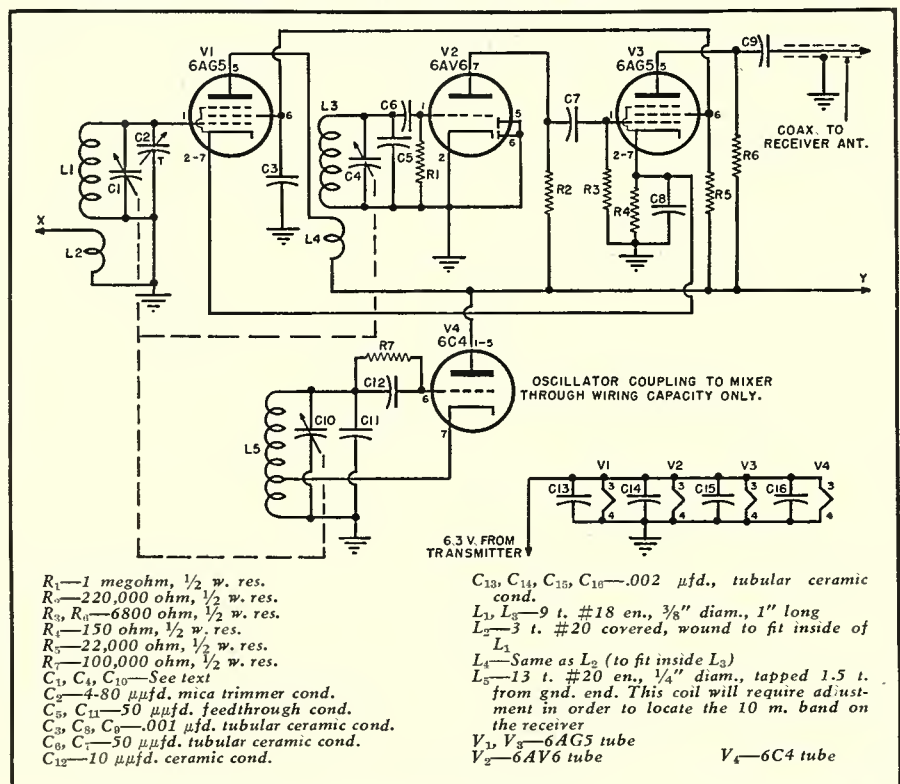 V1
6AG5 5
V2
6AV6 7
V3
6AG5 5
C9
COAX. TO
RECEIVER ANT.
1
6
L1
C1
C2
T
C3
2-7
X
L2
L3
C6
1
C4
C5
R1
L4
5
6
2
C7
R2
R3
R4
C8
1
2-7
6
R5
R6
Y
V4
6C4 1-5
R7
C12
6
7
L5
C10
C11
OSCILLATOR COUPLING TO MIXER
THROUGH WIRING CAPACITY ONLY.
V1 V2 V3 V4
C13 3 C14 3 C15 3 C16 3
4 4 4 4
6.3 V. FROM
TRANSMITTER
R1—1 megohm, ½ w. res.
R2—220,000 ohm, ½ w. res.
R3, R6—6800 ohm, ½ w. res.
R4—150 ohm, ½ w. res.
R5—22,000 ohm, ½ w. res.
R7—100,000 ohm, ½ w. res.
C1, C4, C10—See text
C2—4-80 μμfd. mica trimmer cond.
C5, C11—50 μμfd. feedthrough cond.
C3, C8, C9—.001 μfd. tubular ceramic cond.
C6, C7—50 μμfd. tubular ceramic cond.
C12—10 μμfd. ceramic cond.
C13, C14, C15, C16—.002 μfd., tubular ceramic
cond.
L1, L3—9 t. #18 en., ⅜" diam., 1" long
L2—3 t. #20 covered, wound to fit inside of
L1
L4—Same as L2 (to fit inside L3)
L5—13 t. #20 en., ¼" diam., tapped 1.5 t.
from gnd. end. This coil will require adjust-
ment in order to locate the 10 m. band on
the receiver
V1, V3—6AG5 tube
V2—6AV6 tube V4—6C4 tube